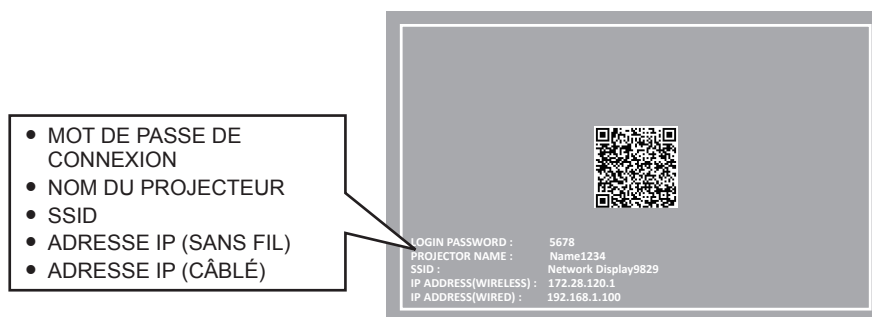 • MOT DE PASSE DE
CONNEXION
• NOM DU PROJECTEUR
• SSID
• ADRESSE IP (SANS FIL)
• ADRESSE IP (CÂBLÉ)
LOGIN PASSWORD : 5678
PROJECTOR NAME : Name1234
SSID : Network Display9829
IP ADDRESS(WIRELESS) : 172.28.120.1
IP ADDRESS(WIRED) : 192.168.1.100